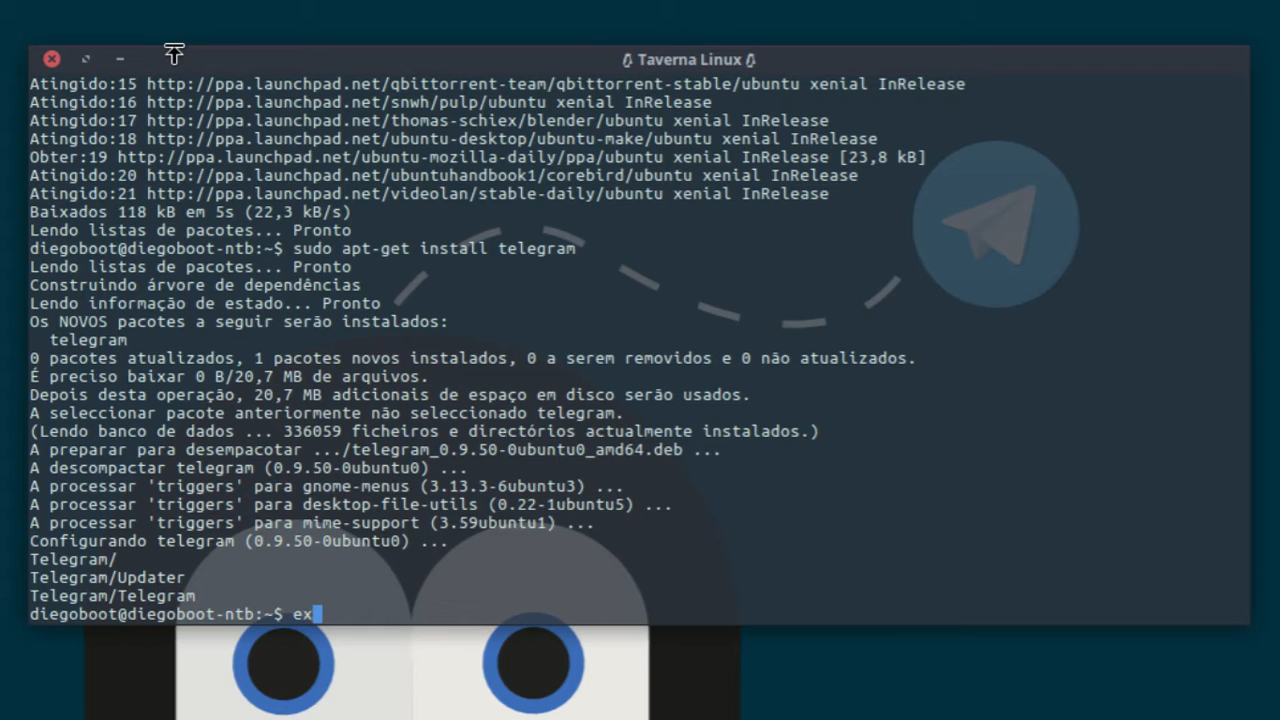 Taverna Linux
Atingido:15 http://ppa.launchpad.net/qbittorrent-team/qbittorrent-stable/ubuntu xenial InRelease
Atingido:16 http://ppa.launchpad.net/snwh/pulp/ubuntu xenial InRelease
Atingido:17 http://ppa.launchpad.net/thomas-schiex/blender/ubuntu xenial InRelease
Atingido:18 http://ppa.launchpad.net/ubuntu-desktop/ubuntu-make/ubuntu xenial InRelease
Obter:19 http://ppa.launchpad.net/ubuntu-mozilla-daily/ppa/ubuntu xenial InRelease [23,8 kB]
Atingido:20 http://ppa.launchpad.net/ubuntuhandbook1/corebird/ubuntu xenial InRelease
Atingido:21 http://ppa.launchpad.net/videolan/stable-daily/ubuntu xenial InRelease
Baixados 118 kB em 5s (22,3 kB/s)
Lendo listas de pacotes... Pronto
diegoboot@diegoboot-ntb:~$ sudo apt-get install telegram
Lendo listas de pacotes... Pronto
Construindo árvore de dependências
Lendo informação de estado... Pronto
Os NOVOS pacotes a seguir serão instalados:
  telegram
0 pacotes atualizados, 1 pacotes novos instalados, 0 a serem removidos e 0 não atualizados.
É preciso baixar 0 B/20,7 MB de arquivos.
Depois desta operação, 20,7 MB adicionais de espaço em disco serão usados.
A seleccionar pacote anteriormente não seleccionado telegram.
(Lendo banco de dados ... 336059 ficheiros e directórios actualmente instalados.)
A preparar para desempacotar .../telegram_0.9.50-0ubuntu0_amd64.deb ...
A descompactar telegram (0.9.50-0ubuntu0) ...
A processar 'triggers' para gnome-menus (3.13.3-6ubuntu3) ...
A processar 'triggers' para desktop-file-utils (0.22-1ubuntu5) ...
A processar 'triggers' para mime-support (3.59ubuntu1) ...
Configurando telegram (0.9.50-0ubuntu0) ...
Telegram/
Telegram/Updater
Telegram/Telegram
diegoboot@diegoboot-ntb:~$ ex